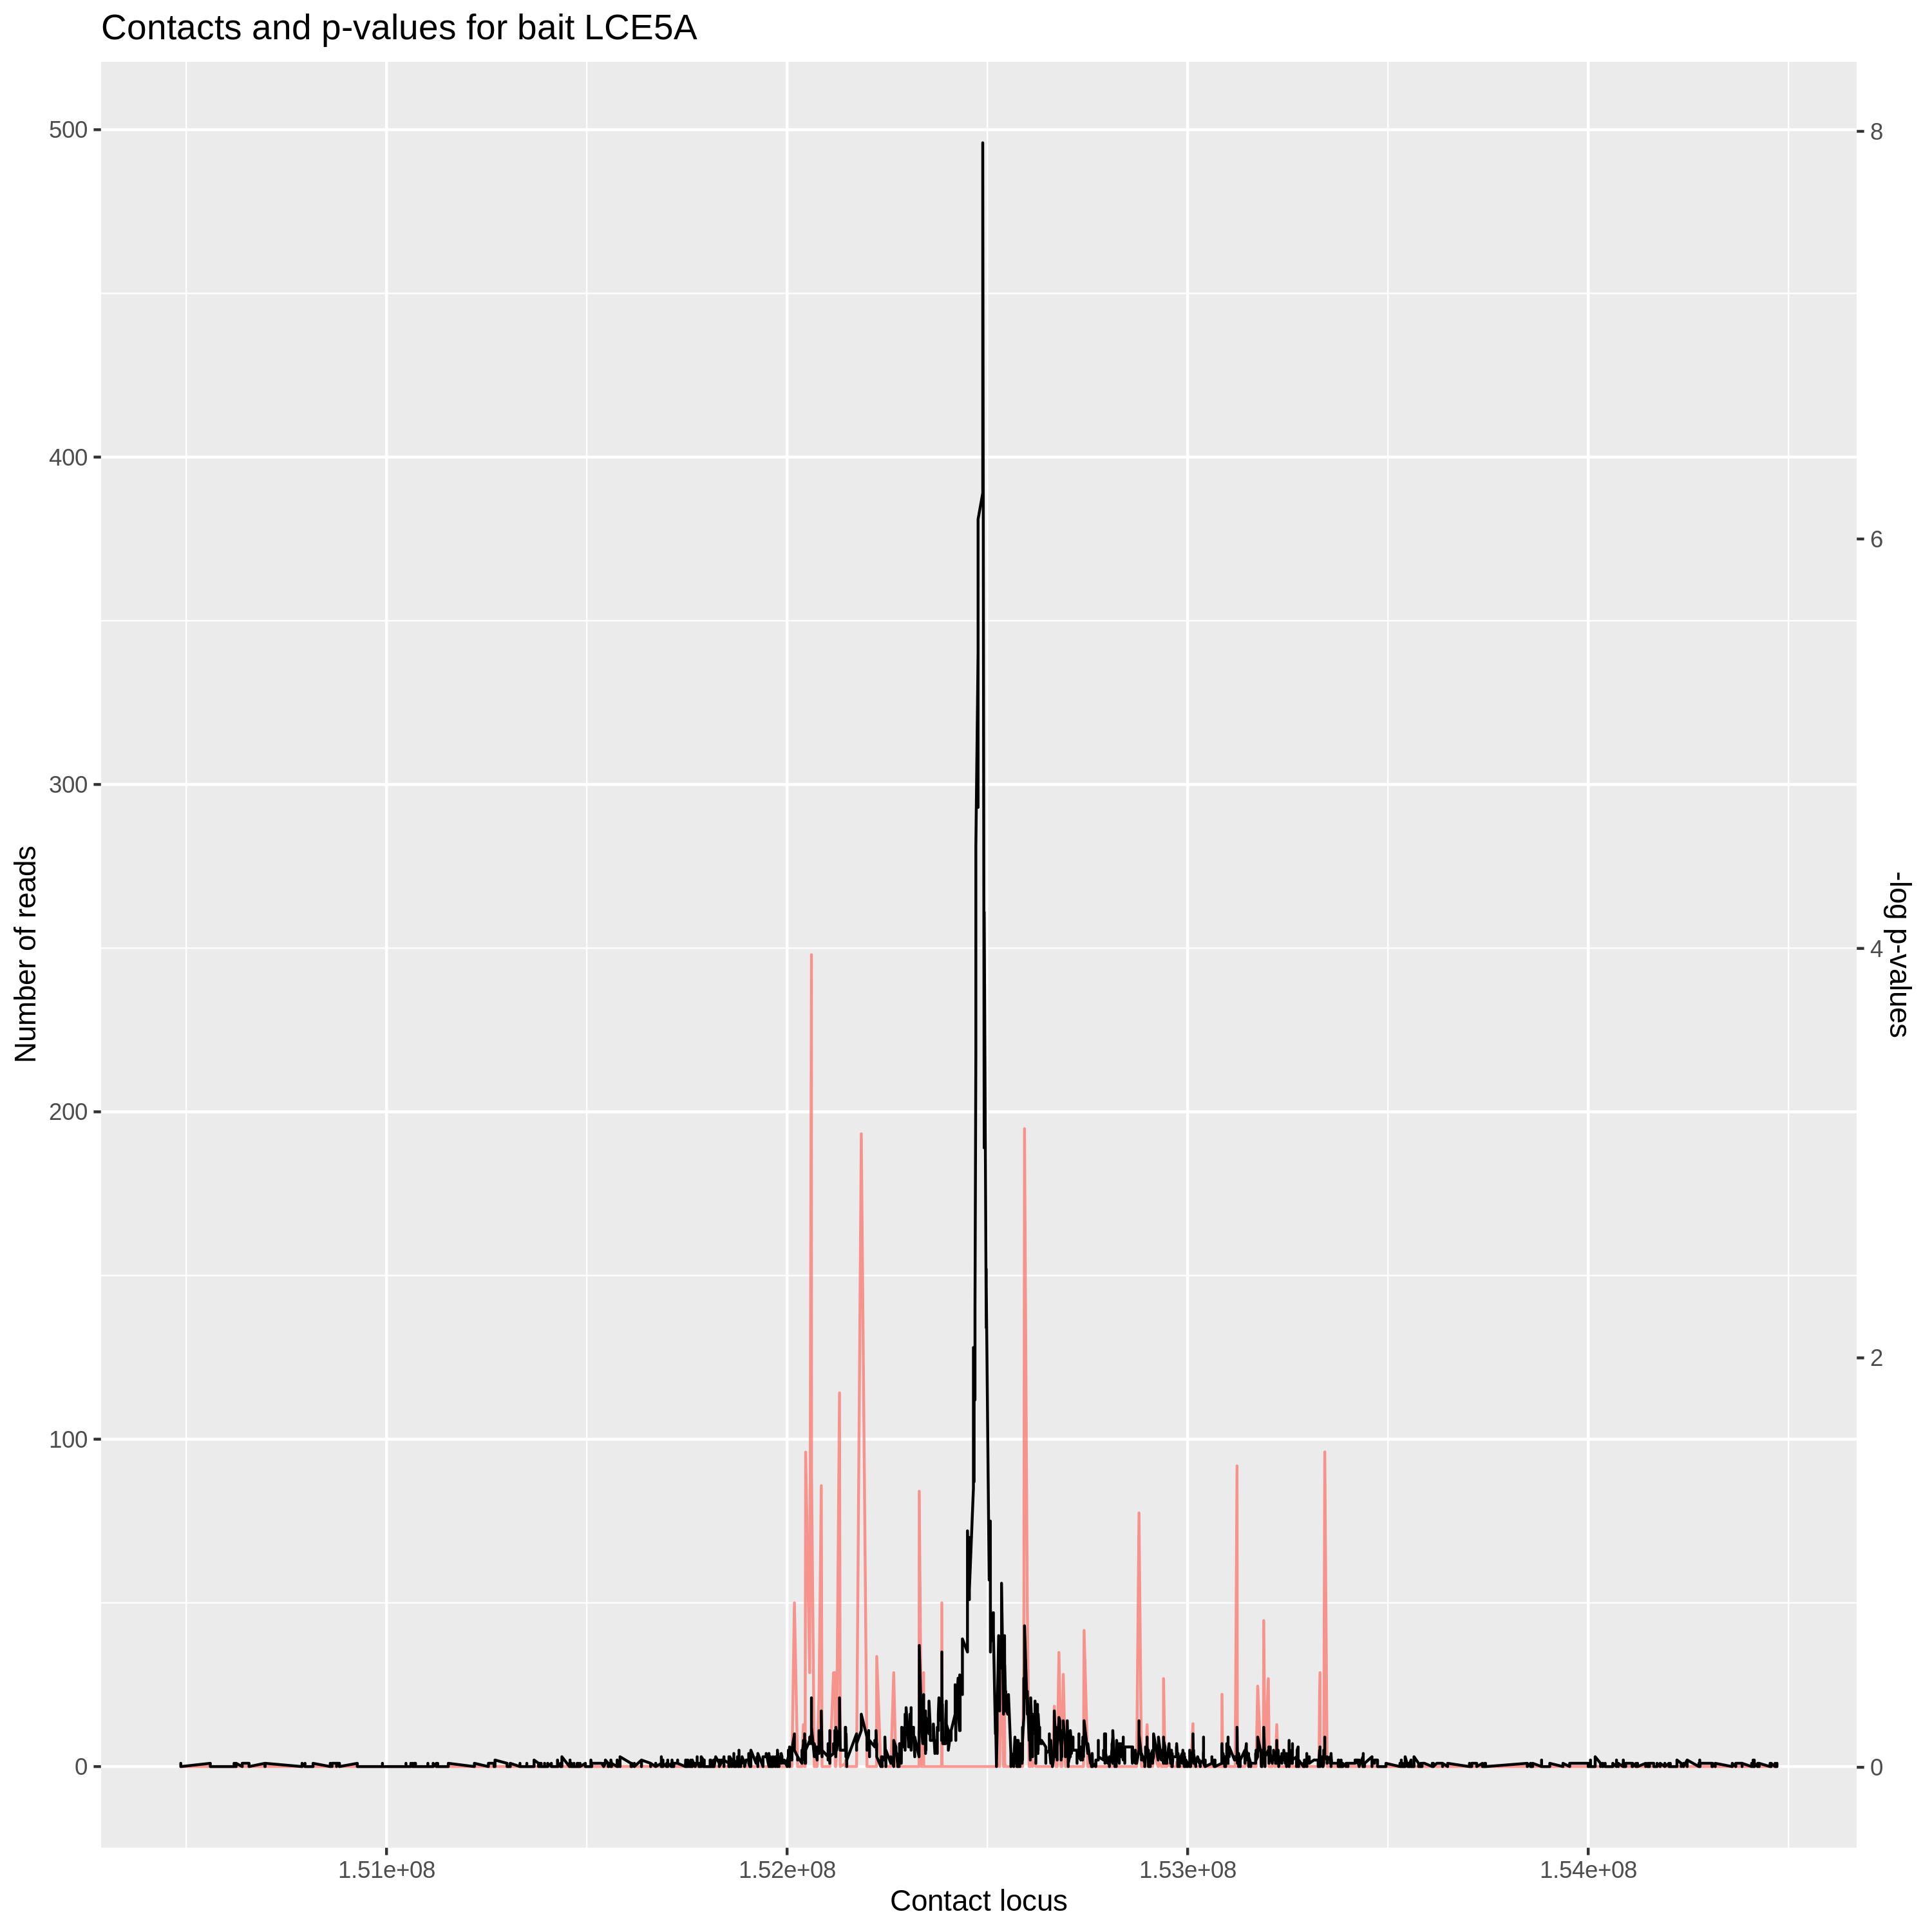 Contacts and p-values for bait LCE5A
500
400
300
200
100
0
Number of reads
8
6
4
2
0
-log p-values
1.51e+08
1.52e+08
1.53e+08
1.54e+08
Contact locus